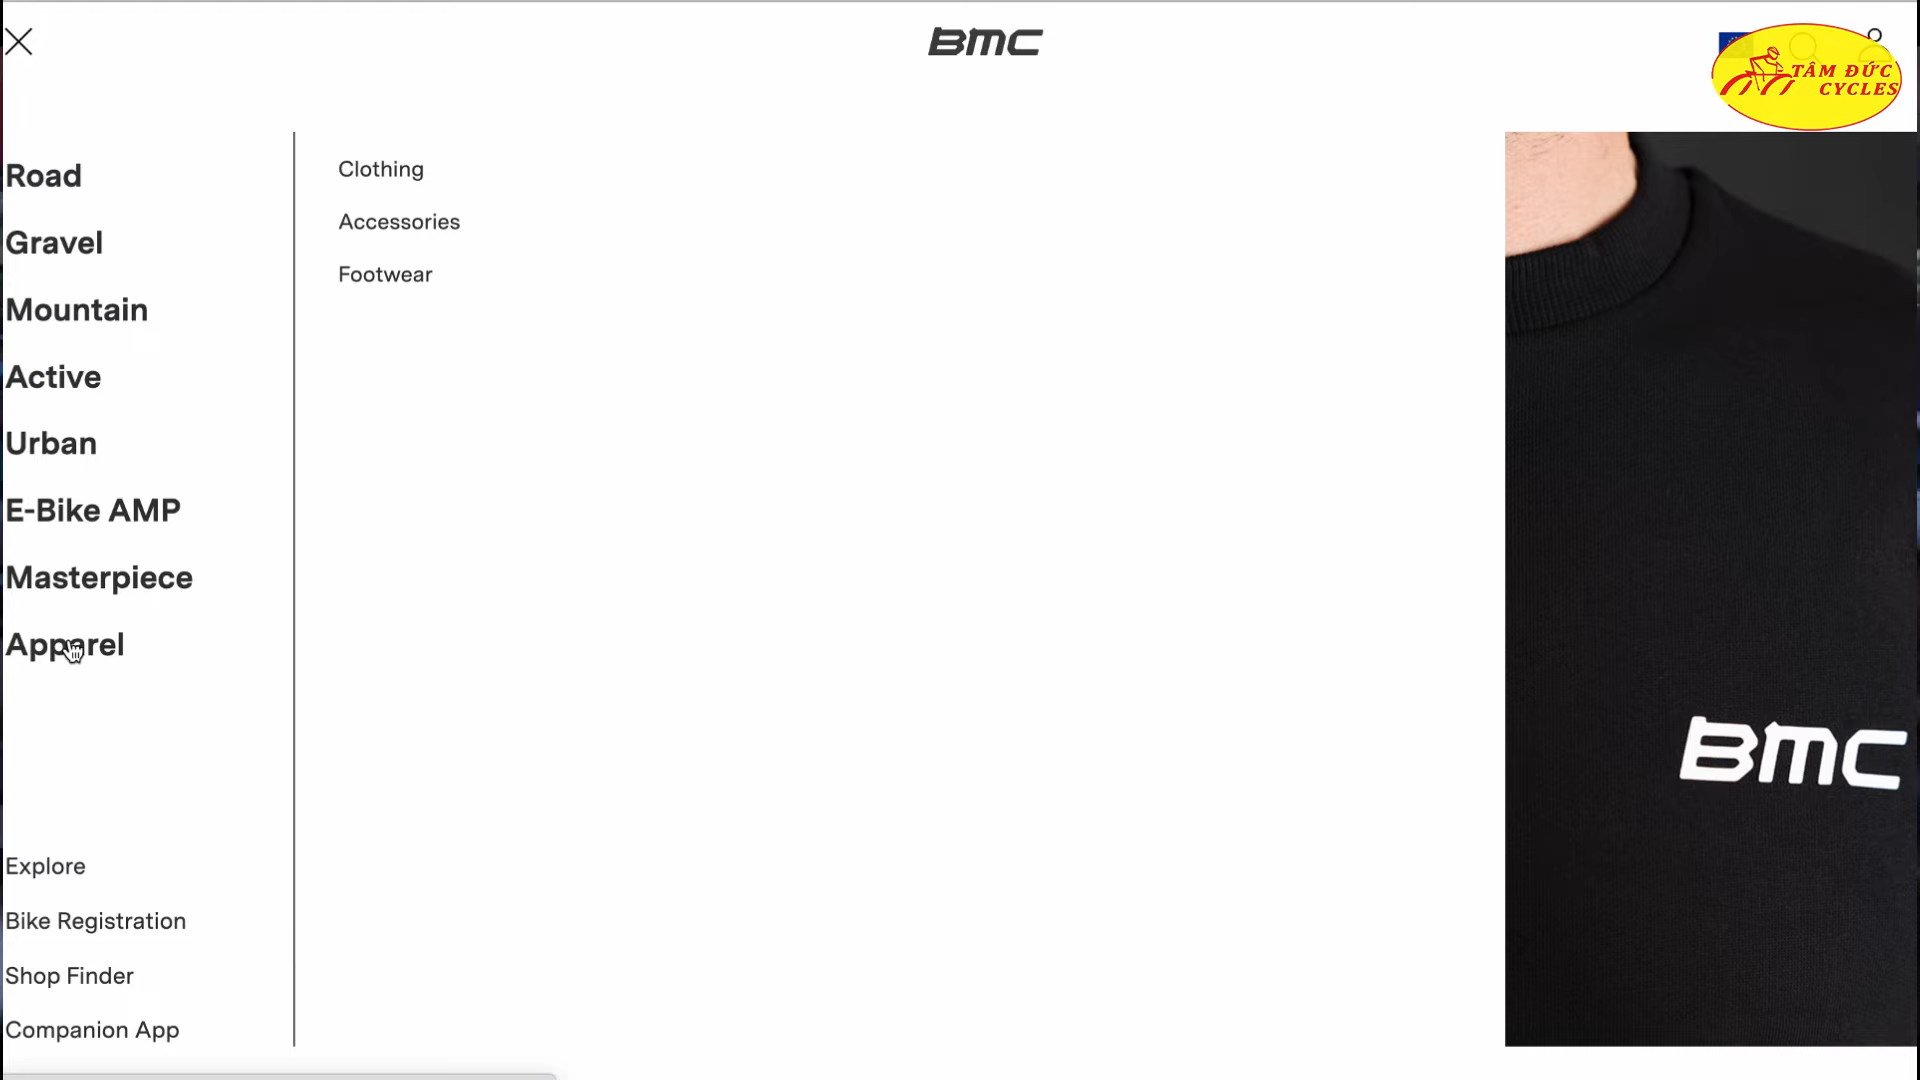 BMC
TÂM ĐỨC
CYCLES
Road
Gravel
Mountain
Active
Urban
E-Bike AMP
Masterpiece
Apparel
Clothing
Accessories
Footwear
BMC
Explore
Bike Registration
Shop Finder
Companion App